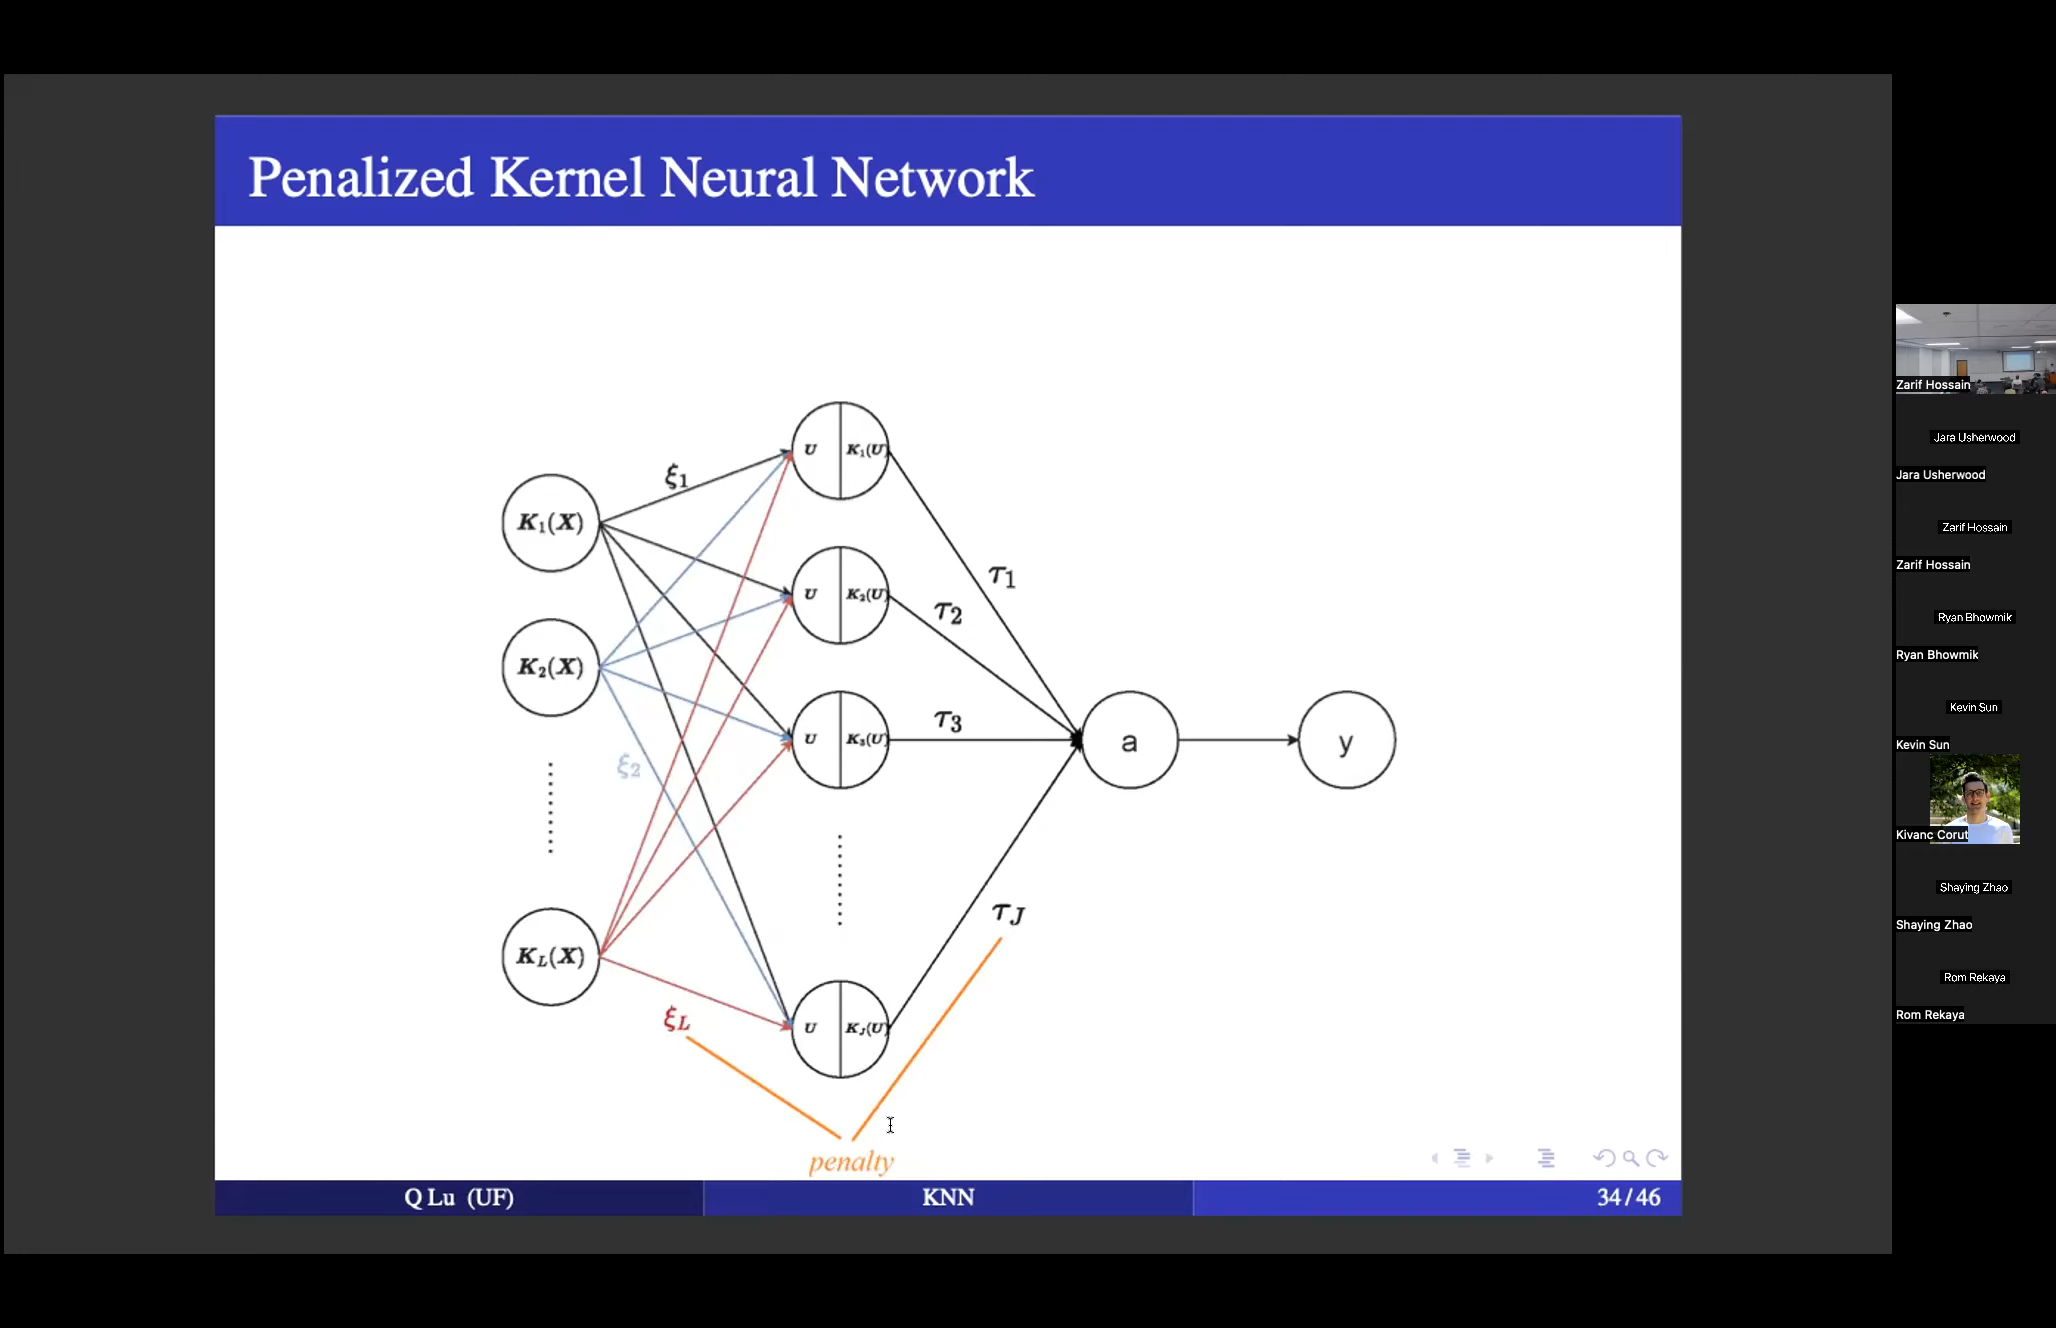 Penalized Kernel Neural Network
ξ1
U K1(U)
K1(X)
τ1
U K2(U)
τ2
K2(X)
τ3
U K3(U)
a
y
ξ2
τJ
KL(X)
ξL
U KJ(U)
penalty
Q Lu (UF)
KNN
34 / 46
Zarif Hossain
Jara Usherwood
Jara Usherwood
Zarif Hossain
Zarif Hossain
Ryan Bhowmik
Ryan Bhowmik
Kevin Sun
Kevin Sun
Kivanc Corut
Shaying Zhao
Shaying Zhao
Rom Rekaya
Rom Rekaya